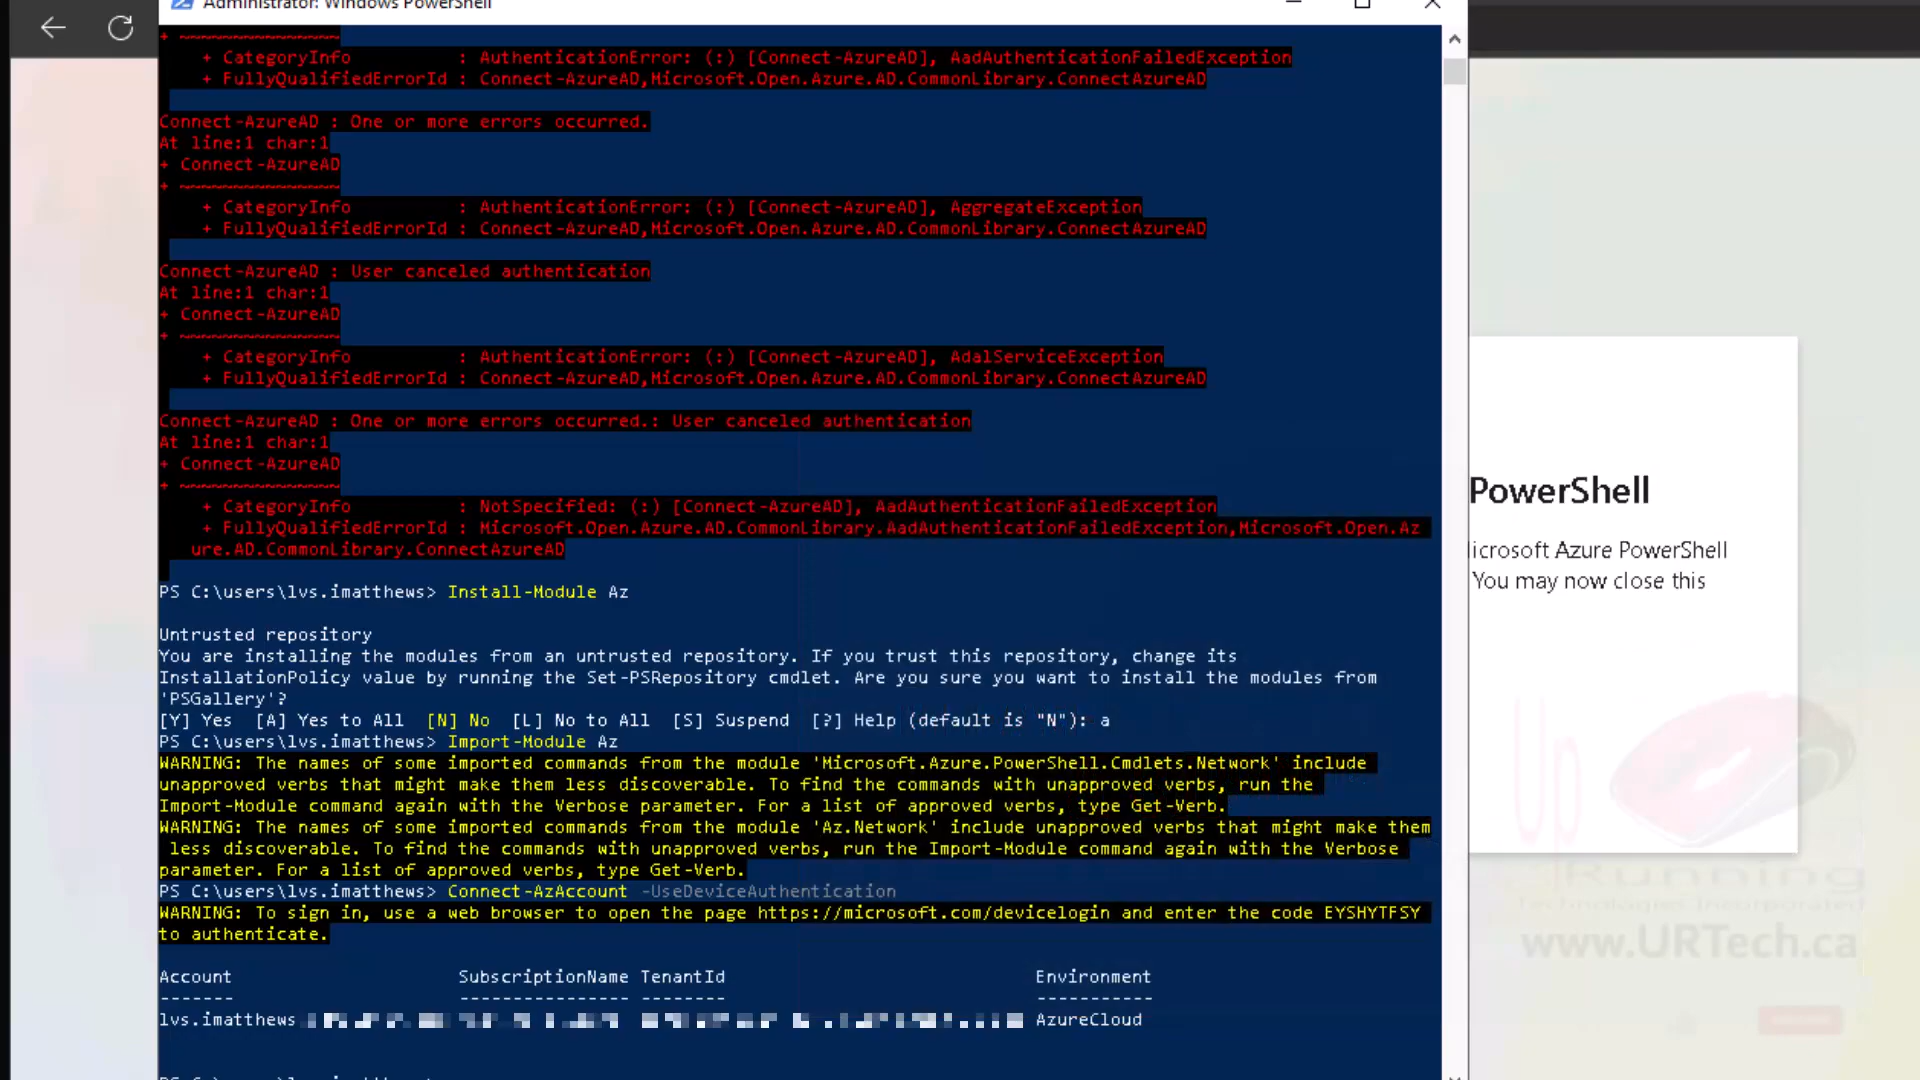 Administrator: Windows PowerShell
+ ~~~~~~~~~~~~~~~
    + CategoryInfo          : AuthenticationError: (:) [Connect-AzureAD], AadAuthenticationFailedException
    + FullyQualifiedErrorId : Connect-AzureAD,Microsoft.Open.Azure.AD.CommonLibrary.ConnectAzureAD
Connect-AzureAD : One or more errors occurred.
At line:1 char:1
+ Connect-AzureAD
+ ~~~~~~~~~~~~~~~
    + CategoryInfo          : AuthenticationError: (:) [Connect-AzureAD], AggregateException
    + FullyQualifiedErrorId : Connect-AzureAD,Microsoft.Open.Azure.AD.CommonLibrary.ConnectAzureAD
Connect-AzureAD : User canceled authentication
At line:1 char:1
+ Connect-AzureAD
+ ~~~~~~~~~~~~~~~
    + CategoryInfo          : AuthenticationError: (:) [Connect-AzureAD], AdalServiceException
    + FullyQualifiedErrorId : Connect-AzureAD,Microsoft.Open.Azure.AD.CommonLibrary.ConnectAzureAD
Connect-AzureAD : One or more errors occurred.: User canceled authentication
At line:1 char:1
+ Connect-AzureAD
+ ~~~~~~~~~~~~~~~
    + CategoryInfo          : NotSpecified: (:) [Connect-AzureAD], AadAuthenticationFailedException
    + FullyQualifiedErrorId : Microsoft.Open.Azure.AD.CommonLibrary.AadAuthenticationFailedException,Microsoft.Open.Az
   ure.AD.CommonLibrary.ConnectAzureAD
PS C:\users\lvs.imatthews> Install-Module Az
Untrusted repository
You are installing the modules from an untrusted repository. If you trust this repository, change its
InstallationPolicy value by running the Set-PSRepository cmdlet. Are you sure you want to install the modules from
'PSGallery'?
[Y] Yes  [A] Yes to All  [N] No  [L] No to All  [S] Suspend  [?] Help (default is "N"): a
PS C:\users\lvs.imatthews> Import-Module Az
WARNING: The names of some imported commands from the module 'Microsoft.Azure.PowerShell.Cmdlets.Network' include
unapproved verbs that might make them less discoverable. To find the commands with unapproved verbs, run the
Import-Module command again with the Verbose parameter. For a list of approved verbs, type Get-Verb.
WARNING: The names of some imported commands from the module 'Az.Network' include unapproved verbs that might make them
 less discoverable. To find the commands with unapproved verbs, run the Import-Module command again with the Verbose
parameter. For a list of approved verbs, type Get-Verb.
PS C:\users\lvs.imatthews> Connect-AzAccount -UseDeviceAuthentication
WARNING: To sign in, use a web browser to open the page https://microsoft.com/devicelogin and enter the code EYSHYTFSY
to authenticate.
Account SubscriptionName TenantId Environment
------- ---------------- -------- -----------
lvs.imatthews AzureCloud
PowerShell
icrosoft Azure PowerShell
You may now close this
Up
Running
Technologies Incorporated
www.URTech.ca